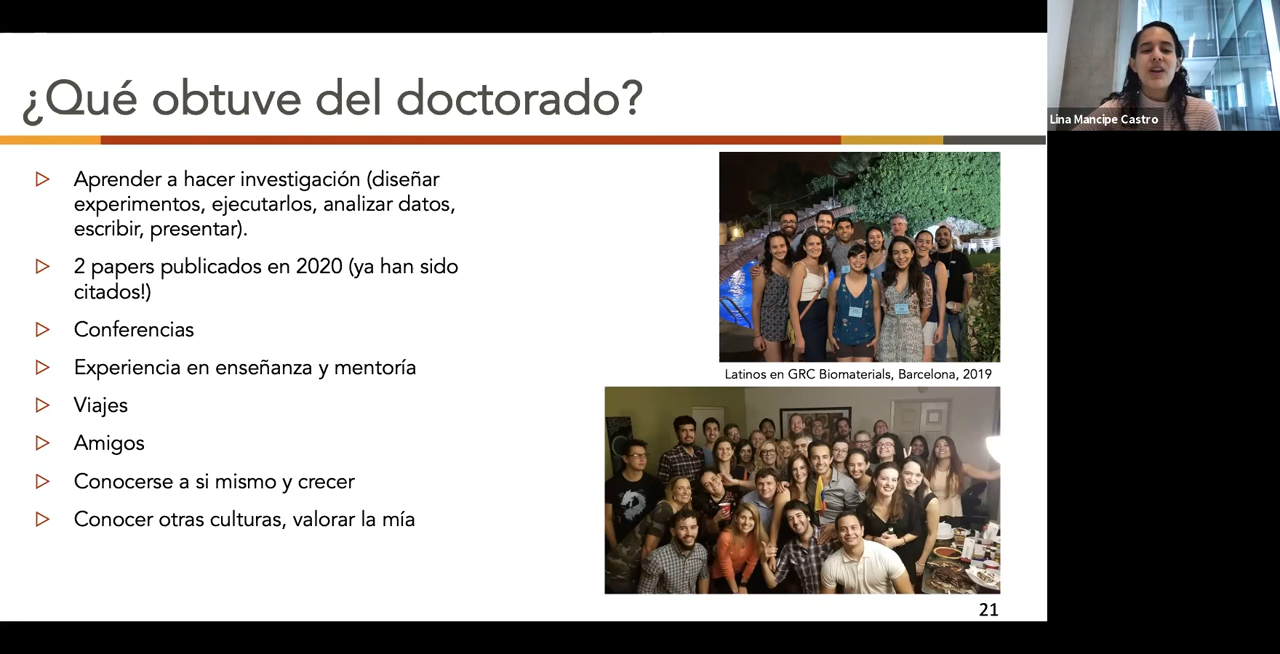 ¿Qué obtuve del doctorado?
Aprender a hacer investigación (diseñar
experimentos, ejecutarlos, analizar datos,
escribir, presentar).
2 papers publicados en 2020 (ya han sido
citados!)
Conferencias
Experiencia en enseñanza y mentoría
Viajes
Amigos
Conocerse a si mismo y crecer
Conocer otras culturas, valorar la mía
Latinos en GRC Biomaterials, Barcelona, 2019
21
Lina Mancipe Castro